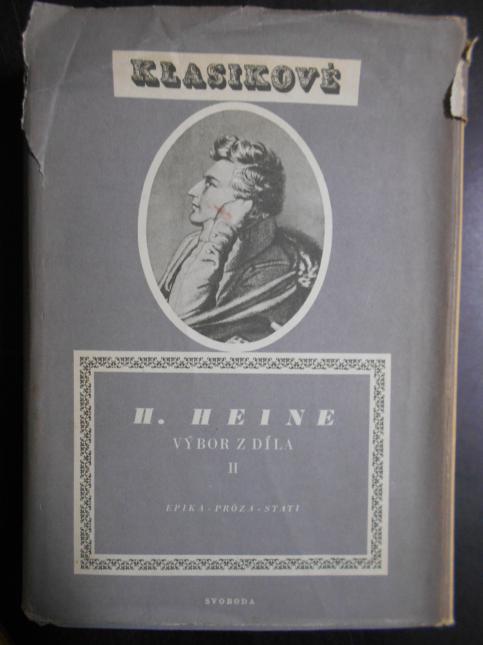 KLASIKOVÉ
H. HEINE
VÝBOR Z DÍLA
II
EPIKA - PRÓZA - STATI
SVOBODA